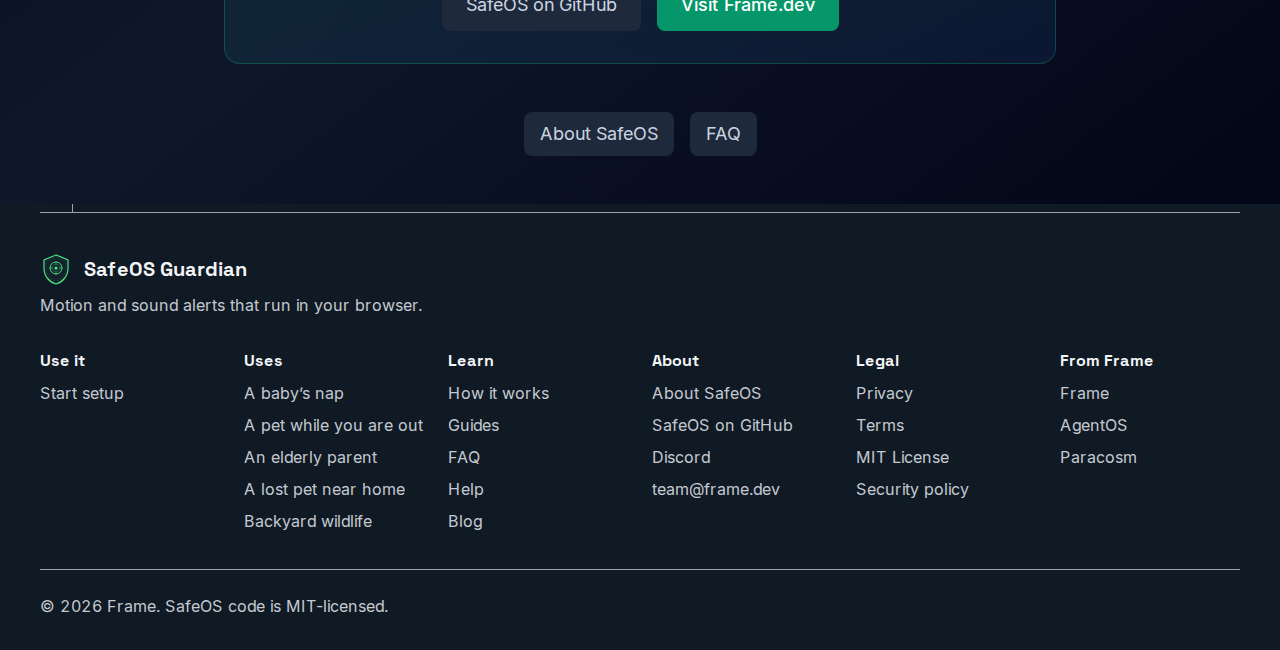 SafeOS on GitHub
Visit Frame.dev
About SafeOS
FAQ
SafeOS Guardian
Motion and sound alerts that run in your browser.
Use it
Start setup
Uses
A baby’s nap
A pet while you are out
An elderly parent
A lost pet near home
Backyard wildlife
Learn
How it works
Guides
FAQ
Help
Blog
About
About SafeOS
SafeOS on GitHub
Discord
team@frame.dev
Legal
Privacy
Terms
MIT License
Security policy
From Frame
Frame
AgentOS
Paracosm
© 2026 Frame. SafeOS code is MIT-licensed.